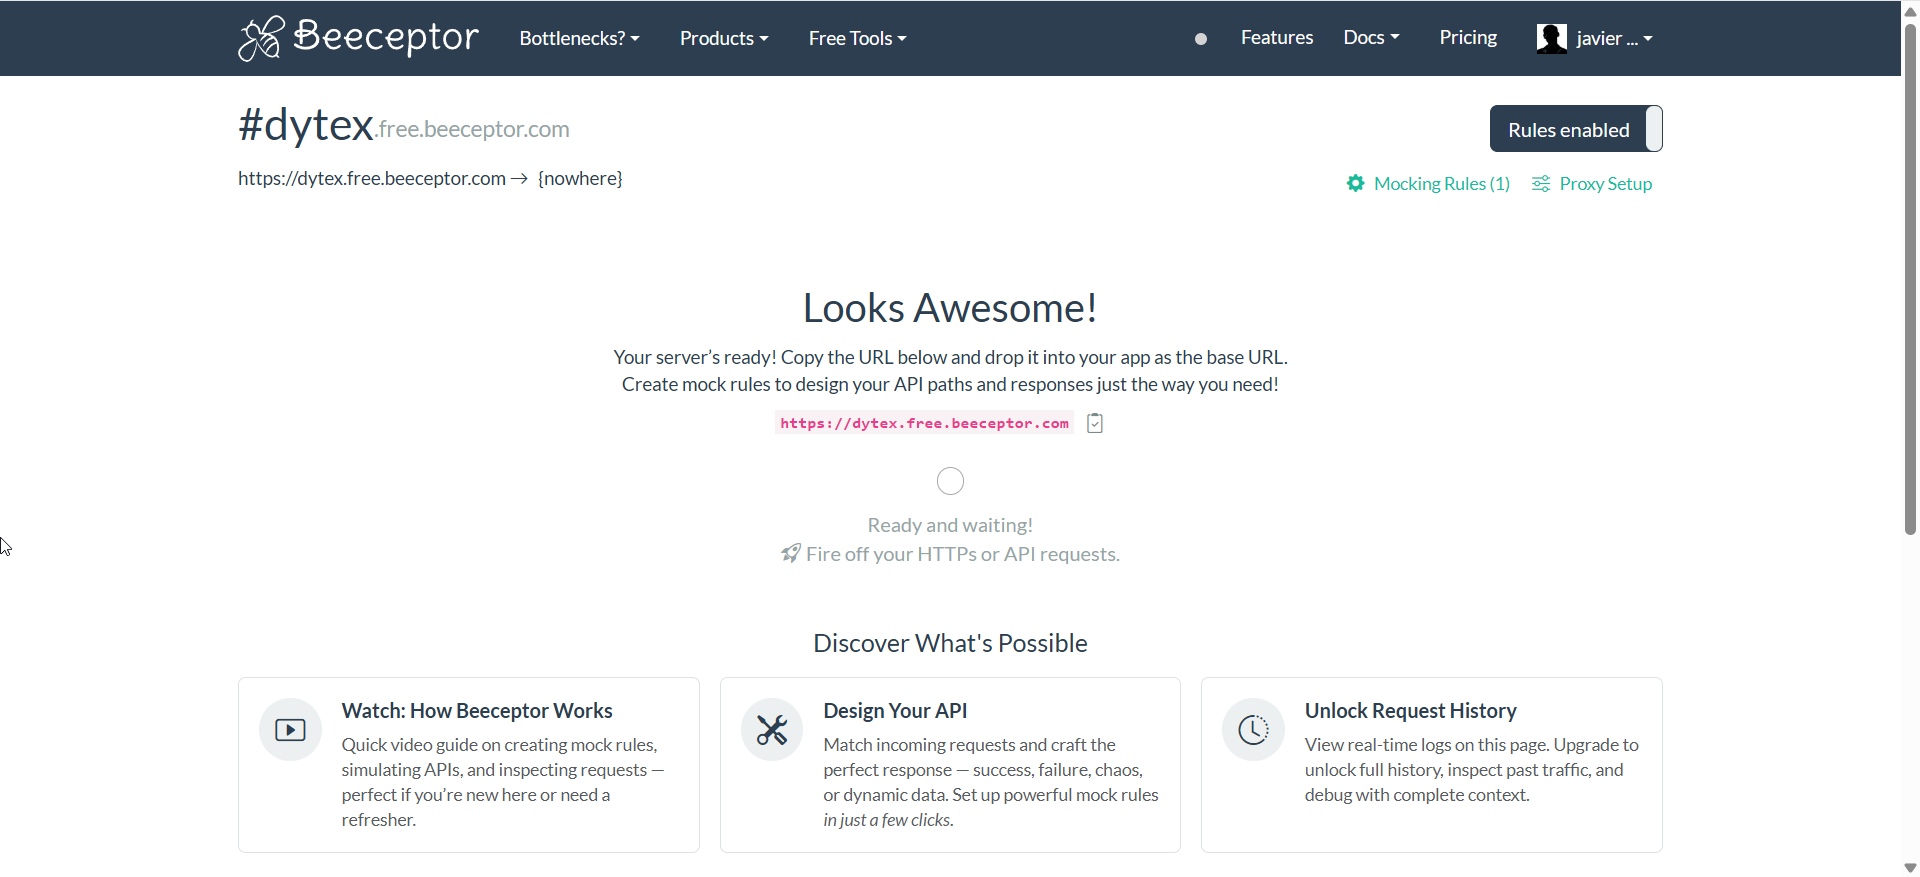 Beeceptor
Bottlenecks?
Products
Free Tools
Features
Docs
Pricing
javier ...
#dytex.free.beeceptor.com
Rules enabled
https://dytex.free.beeceptor.com → {nowhere}
Mocking Rules (1)
Proxy Setup
Looks Awesome!
Your server’s ready! Copy the URL below and drop it into your app as the base URL.
Create mock rules to design your API paths and responses just the way you need!
https://dytex.free.beeceptor.com
Ready and waiting!
Fire off your HTTPs or API requests.
Discover What's Possible
Watch: How Beeceptor Works
Quick video guide on creating mock rules,
simulating APIs, and inspecting requests —
perfect if you’re new here or need a
refresher.
Design Your API
Match incoming requests and craft the
perfect response — success, failure, chaos,
or dynamic data. Set up powerful mock rules
in just a few clicks.
Unlock Request History
View real-time logs on this page. Upgrade to
unlock full history, inspect past traffic, and
debug with complete context.